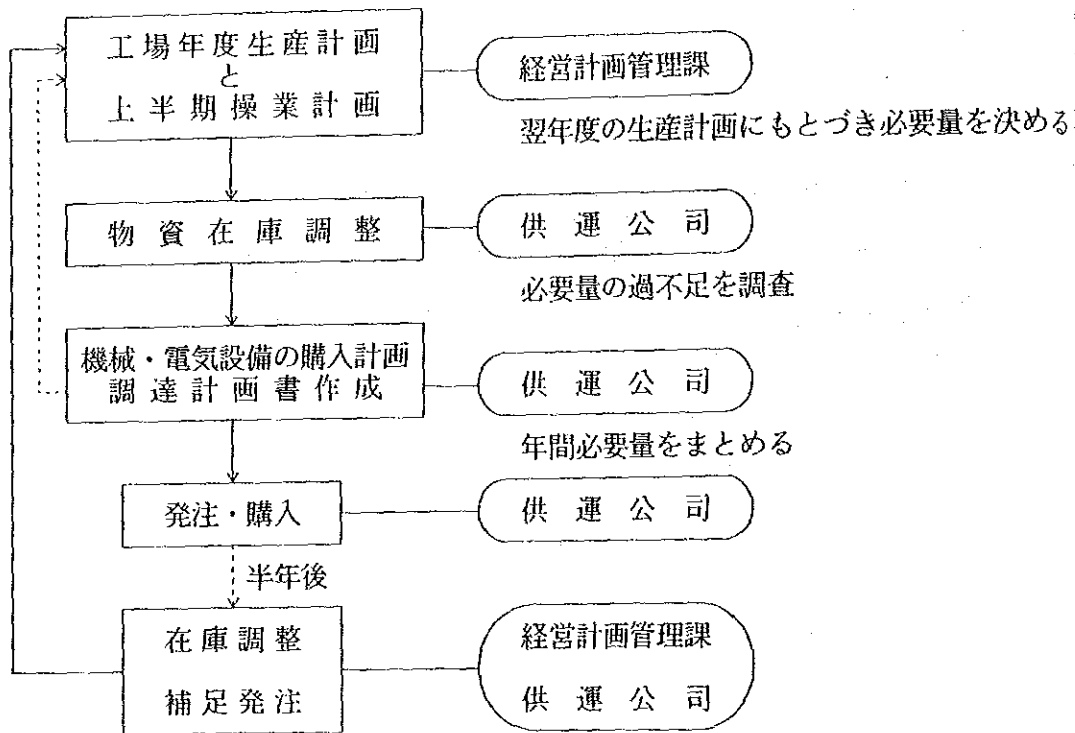 工場年度生産計画
と
上半期操業計画
経営計画管理課
翌年度の生産計画にもとづき必要量を決める
物資在庫調整
供運公司
必要量の過不足を調査
機械・電気設備の購入計画
調達計画書作成
供運公司
年間必要量をまとめる
発注・購入
供運公司
半年後
在庫調整
補足発注
経営計画管理課
供運公司